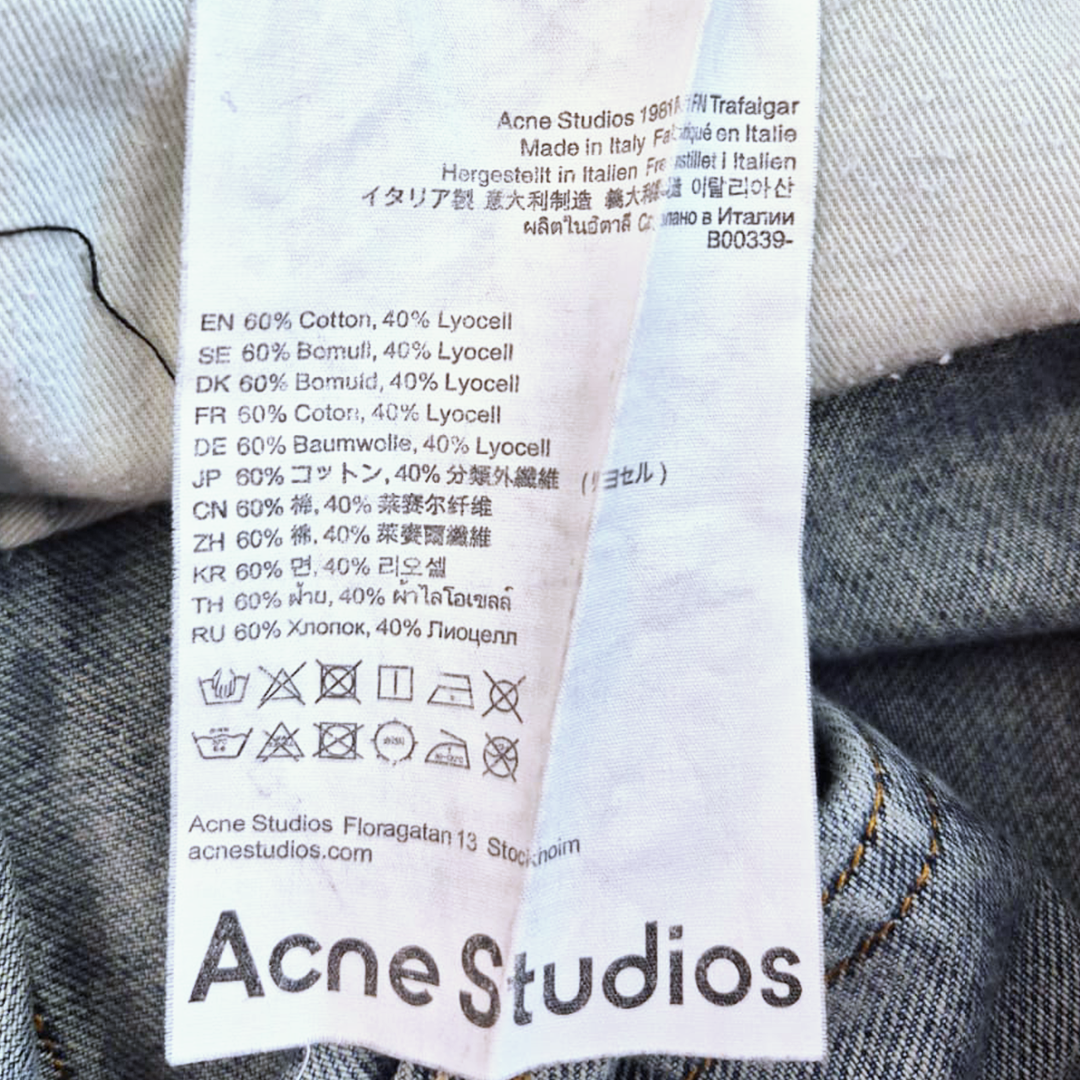 Acne Studios 1981 Trafalgar
Made in Italy Fabriqué en Italie
Hergestellt in Italien Fremstillet i Italien
イタリア製 意大利制造 義大利製造 이탈리아산
ผลิตในอิตาลี Сделано в Италии
B00339-
EN 60% Cotton, 40% Lyocell
SE 60% Bomull, 40% Lyocell
DK 60% Bomuld, 40% Lyocell
FR 60% Coton, 40% Lyocell
DE 60% Baumwolle, 40% Lyocell
JP 60% コットン, 40% 分類外繊維 (リヨセル)
CN 60% 棉, 40% 莱赛尔纤维
ZH 60% 棉, 40% 萊賽爾纖維
KR 60% 면, 40% 리오셀
TH 60% ฝ้าย, 40% ผ้าไลโอเซลล์
RU 60% Хлопок, 40% Лиоцелл
Acne Studios Floragatan 13 Stockholm
acnestudios.com
Acne Studios